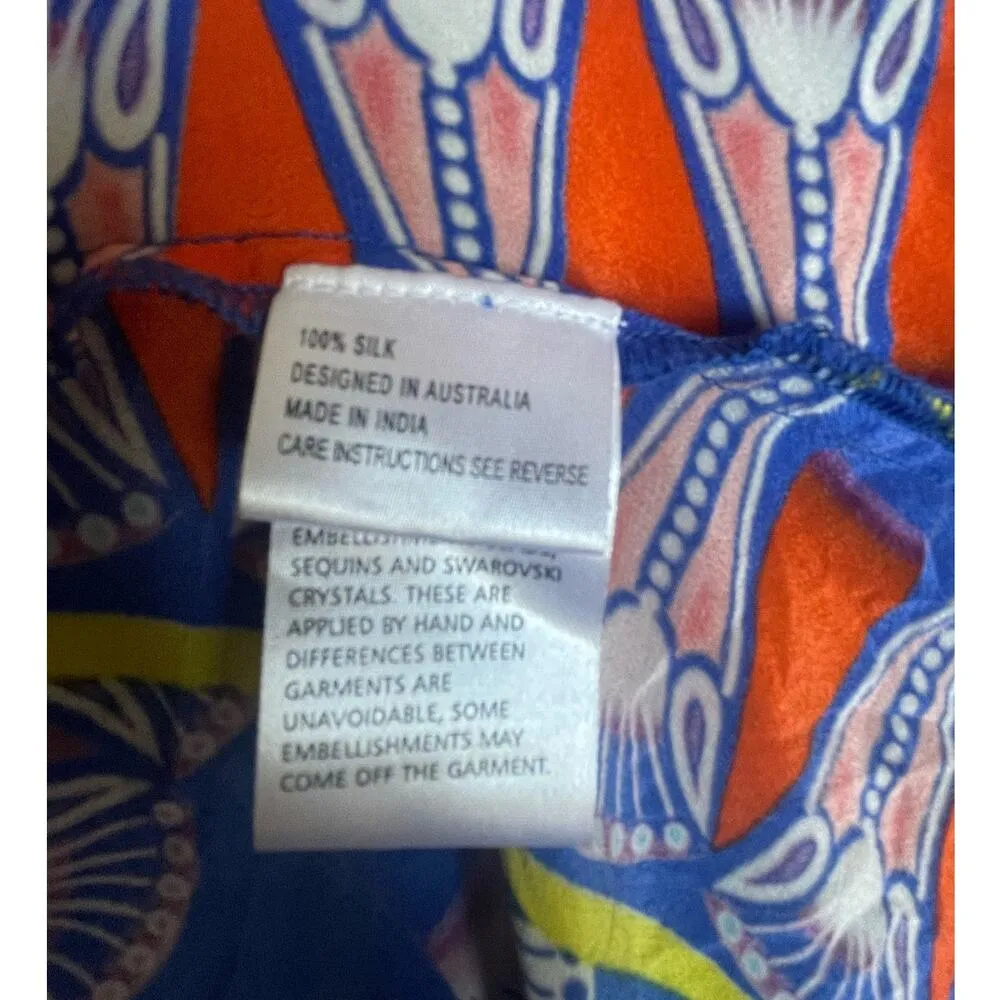 100% SILK
DESIGNED IN AUSTRALIA
MADE IN INDIA
CARE INSTRUCTIONS SEE REVERSE
SEQUINS AND SWAROVSKI
CRYSTALS. THESE ARE
APPLIED BY HAND AND
DIFFERENCES BETWEEN
GARMENTS ARE
UNAVOIDABLE, SOME
EMBELLISHMENTS MAY
COME OFF THE GARMENT.